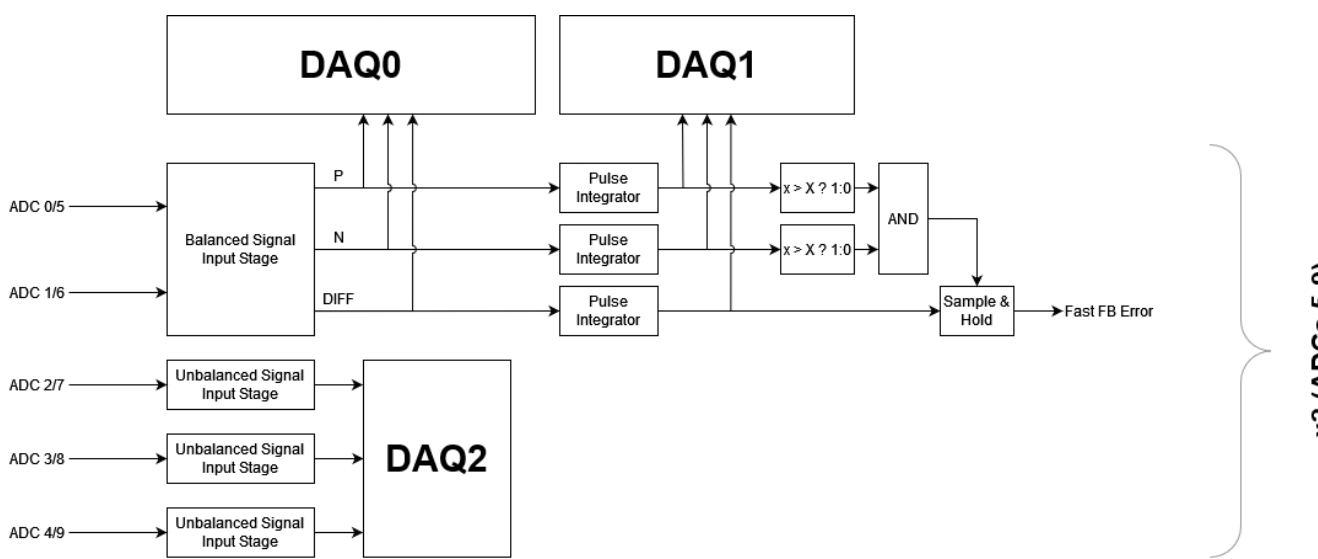 DAQ0
DAQ1
P
Pulse
Integrator
x > X ? 1:0
ADC 0/5
AND
Balanced Signal
Input Stage
N
Pulse
Integrator
x > X ? 1:0
ADC 1/6
DIFF
Pulse
Integrator
Sample &
Hold
Fast FB Error
ADC 2/7
Unbalanced Signal
Input Stage
DAQ2
ADC 3/8
Unbalanced Signal
Input Stage
ADC 4/9
Unbalanced Signal
Input Stage